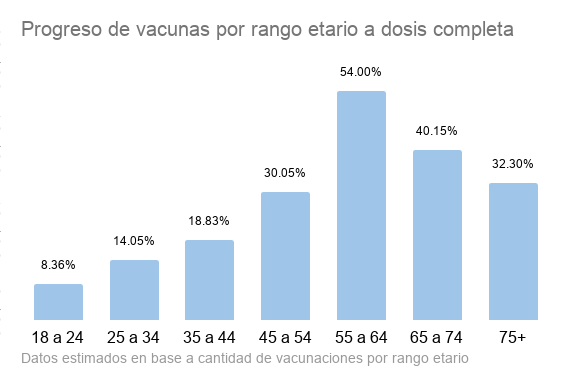 Progreso de vacunas por rango etario a dosis completa
54.00%
40.15%
32.30%
30.05%
18.83%
14.05%
8.36%
18 a 24 25 a 34 35 a 44 45 a 54 55 a 64 65 a 74 75+
Datos estimados en base a cantidad de vacunaciones por rango etario